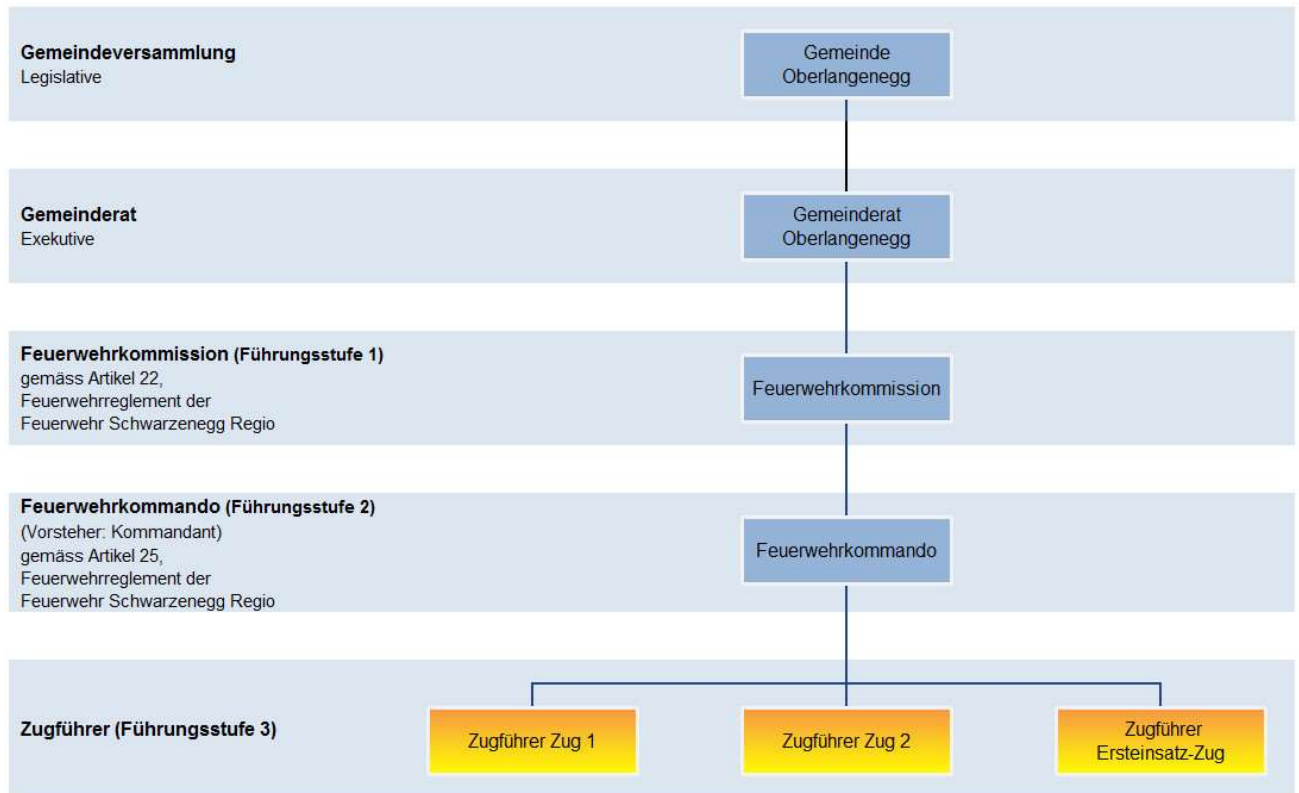 Gemeindeversammlung
Legislative
Gemeinde
Oberlangenegg
Gemeinderat
Exekutive
Gemeinderat
Oberlangenegg
Feuerwehrkommission (Führungsstufe 1)
gemäss Artikel 22,
Feuerwehrreglement der
Feuerwehr Schwarzenegg Regio
Feuerwehrkommission
Feuerwehrkommando (Führungsstufe 2)
(Vorsteher: Kommandant)
gemäss Artikel 25,
Feuerwehrreglement der
Feuerwehr Schwarzenegg Regio
Feuerwehrkommando
Zugführer (Führungsstufe 3)
Zugführer Zug 1
Zugführer Zug 2
Zugführer
Ersteinsatz-Zug